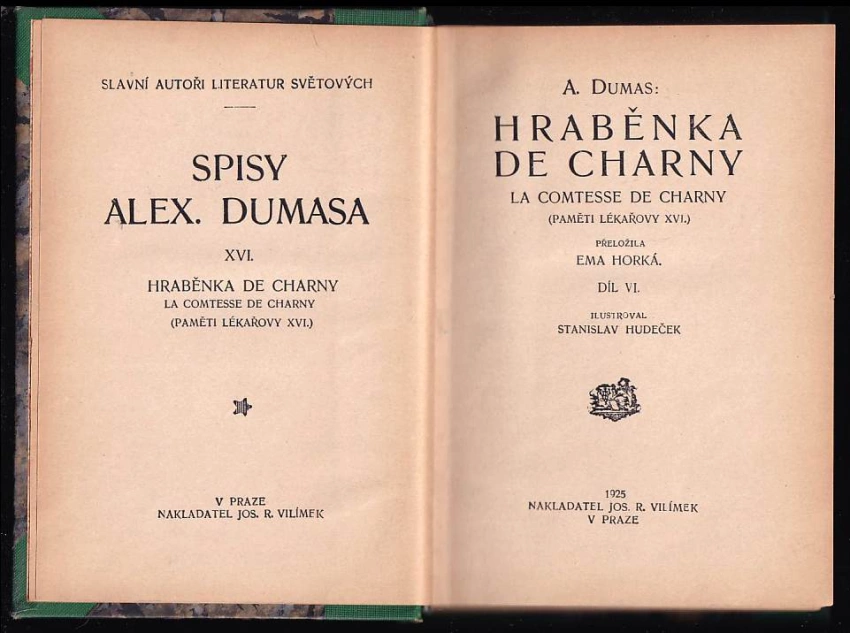 SLAVNÍ AUTOŘI LITERATUR SVĚTOVÝCH
SPISY
ALEX. DUMASA
XVI.
HRABĚNKA DE CHARNY
LA COMTESSE DE CHARNY
(PAMĚTI LÉKAŘOVY XVI.)
V PRAZE
NAKLADATEL JOS. R. VILÍMEK
A. DUMAS:
HRABĚNKA
DE CHARNY
LA COMTESSE DE CHARNY
(PAMĚTI LÉKAŘOVY XVI.)
PŘELOŽILA
EMA HORKÁ.
DÍL VI.
ILUSTROVAL
STANISLAV HUDEČEK
1925
NAKLADATEL JOS. R. VILÍMEK
V PRAZE